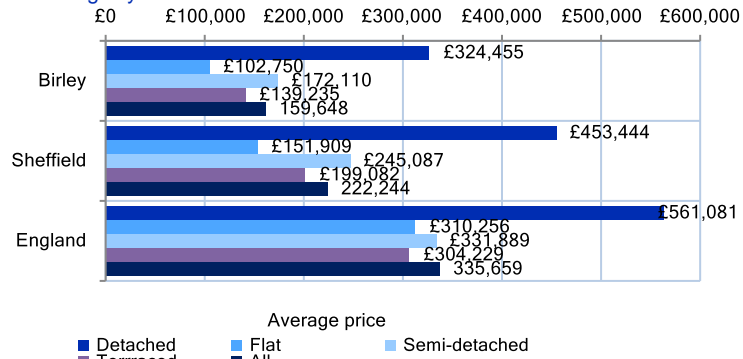 £0 £100,000 £200,000 £300,000 £400,000 £500,000 £600,000
£324,455
£102,750
Birley £172,110
£139,235
159,648
£453,444
£151,909
Sheffield £245,087
£199,082
222,244
£561,081
£310,256
England £331,889
£304,229
335,659
Average price
Detached Flat Semi-detached
All